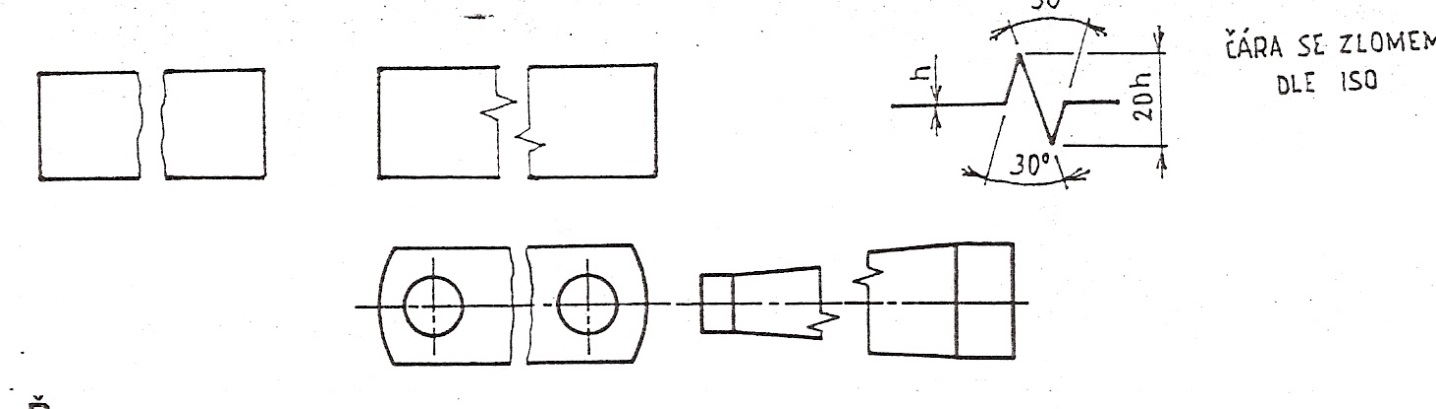 h
30°
20h
ČÁRA SE ZLOMEM
DLE ISO